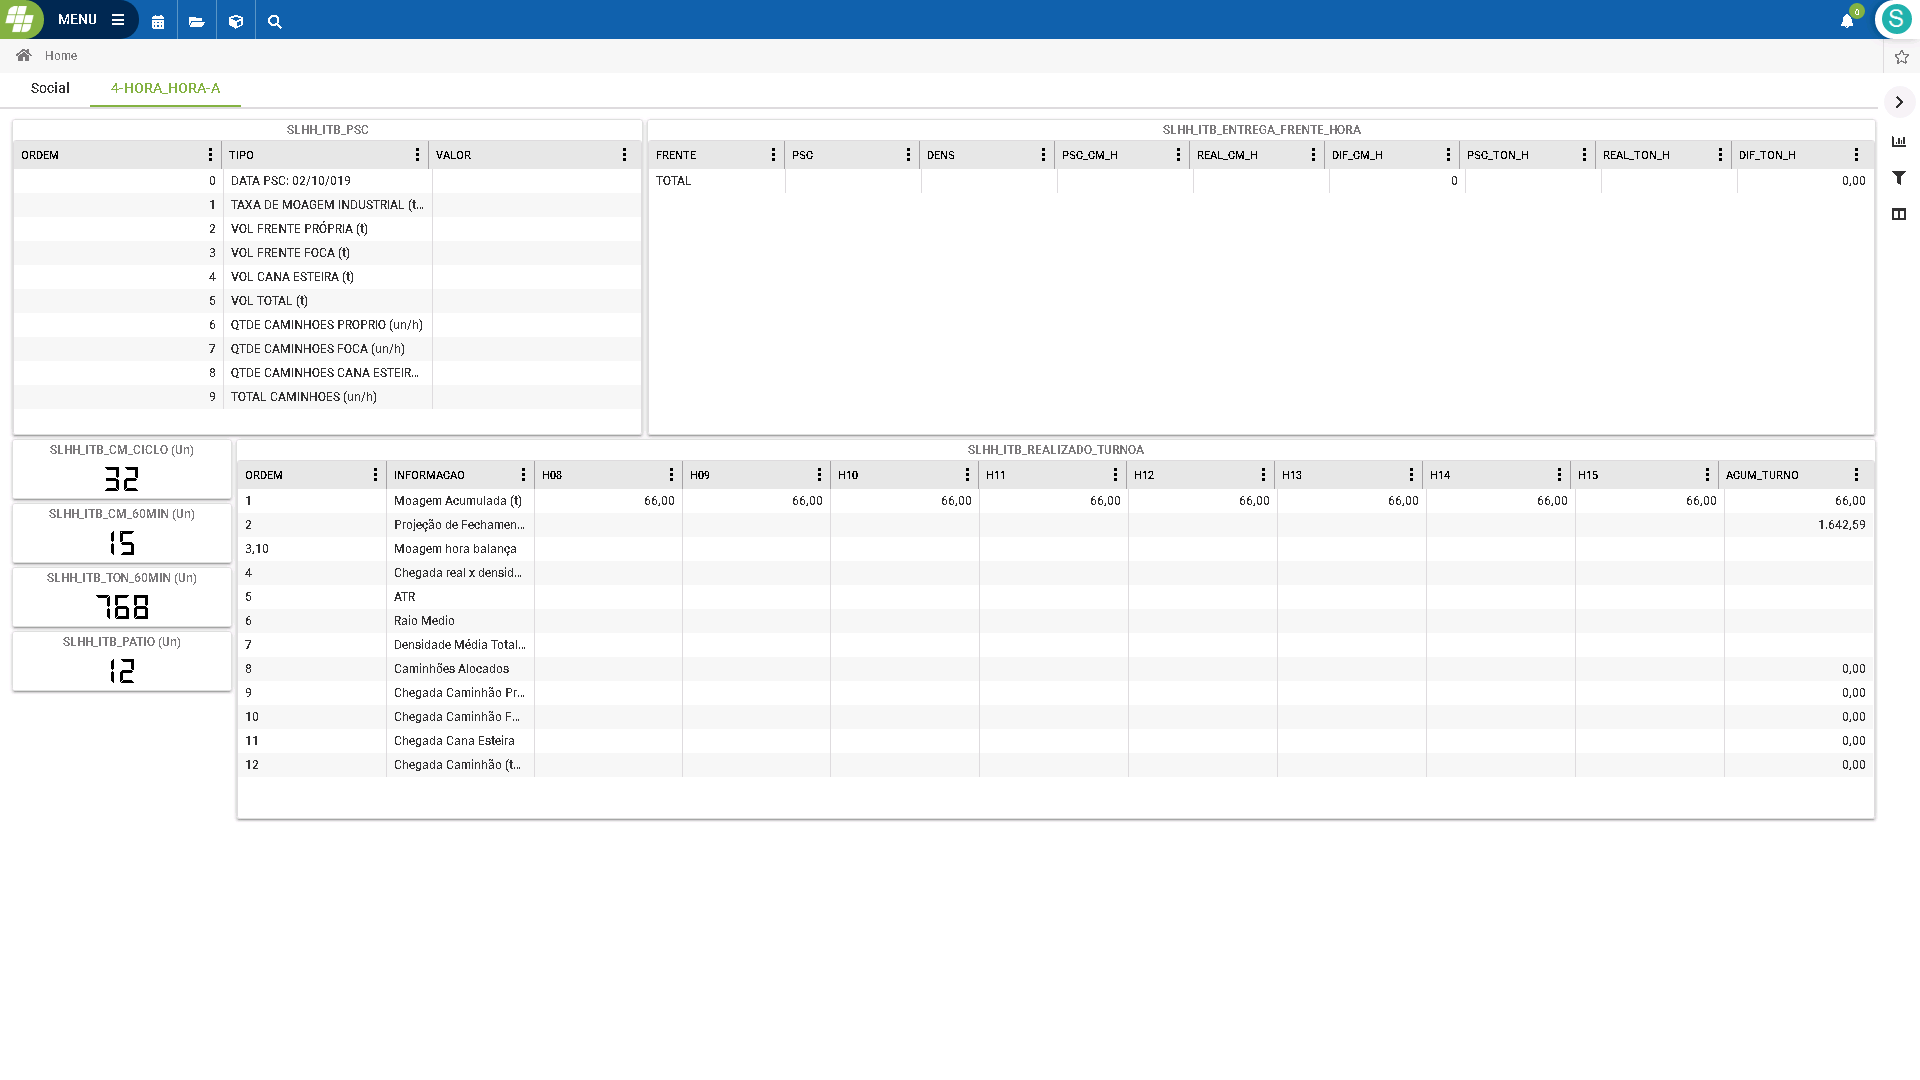 MENU
0
S
Home
Social
4-HORA_HORA-A
SLHH_ITB_PSC
ORDEM TIPO VALOR
0 DATA PSC: 02/10/019
1 TAXA DE MOAGEM INDUSTRIAL (t...
2 VOL FRENTE PRÓPRIA (t)
3 VOL FRENTE FOCA (t)
4 VOL CANA ESTEIRA (t)
5 VOL TOTAL (t)
6 QTDE CAMINHOES PROPRIO (un/h)
7 QTDE CAMINHOES FOCA (un/h)
8 QTDE CAMINHOES CANA ESTEIR...
9 TOTAL CAMINHOES (un/h)
SLHH_ITB_ENTREGA_FRENTE_HORA
FRENTE PSC DENS PSC_CM_H REAL_CM_H DIF_CM_H PSC_TON_H REAL_TON_H DIF_TON_H
TOTAL 0 0,00
SLHH_ITB_CM_CICLO (Un)
32
SLHH_ITB_CM_60MIN (Un)
15
SLHH_ITB_TON_60MIN (Un)
768
SLHH_ITB_PATIO (Un)
12
SLHH_ITB_REALIZADO_TURNOA
ORDEM INFORMACAO H08 H09 H10 H11 H12 H13 H14 H15 ACUM_TURNO
1 Moagem Acumulada (t) 66,00 66,00 66,00 66,00 66,00 66,00 66,00 66,00 66,00
2 Projeção de Fechamen... 1.642,59
3,10 Moagem hora balança
4 Chegada real x densid...
5 ATR
6 Raio Medio
7 Densidade Média Total...
8 Caminhões Alocados 0,00
9 Chegada Caminhão Pr... 0,00
10 Chegada Caminhão F... 0,00
11 Chegada Cana Esteira 0,00
12 Chegada Caminhão (t... 0,00